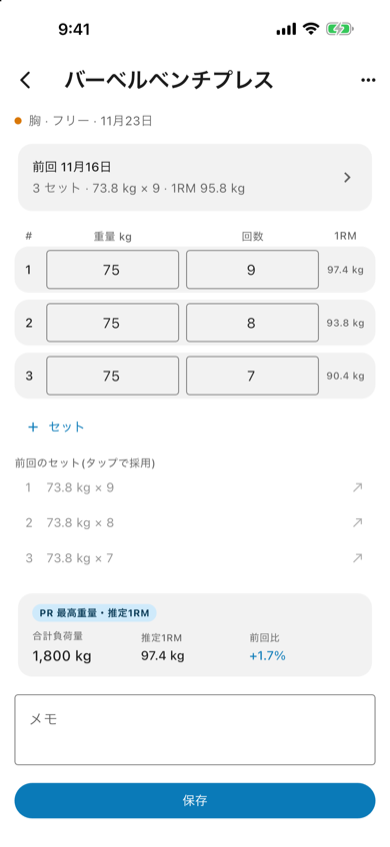 9:41
バーベルベンチプレス
胸 · フリー · 11月23日
前回 11月16日
3 セット · 73.8 kg × 9 · 1RM 95.8 kg
# 重量 kg 回数 1RM
1 75 9 97.4 kg
2 75 8 93.8 kg
3 75 7 90.4 kg
+ セット
前回のセット(タップで採用)
1 73.8 kg × 9
2 73.8 kg × 8
3 73.8 kg × 7
PR 最高重量・推定1RM
合計負荷量 推定1RM 前回比
1,800 kg 97.4 kg +1.7%
メモ
保存